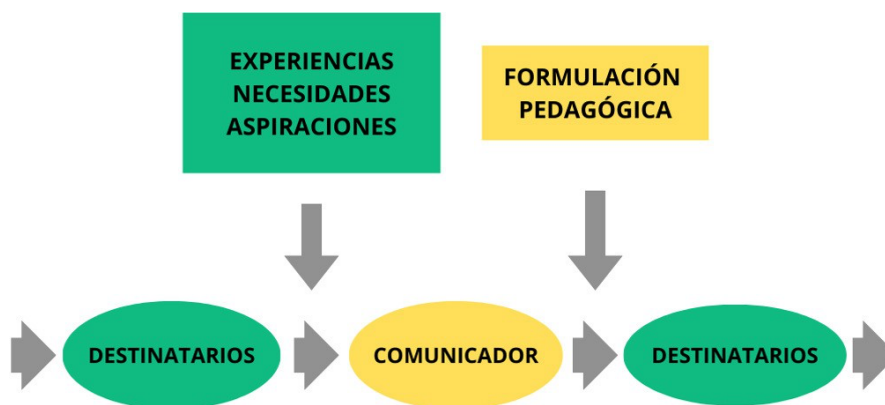 EXPERIENCIAS
NECESIDADES
ASPIRACIONES
FORMULACIÓN
PEDAGÓGICA
DESTINATARIOS
COMUNICADOR
DESTINATARIOS